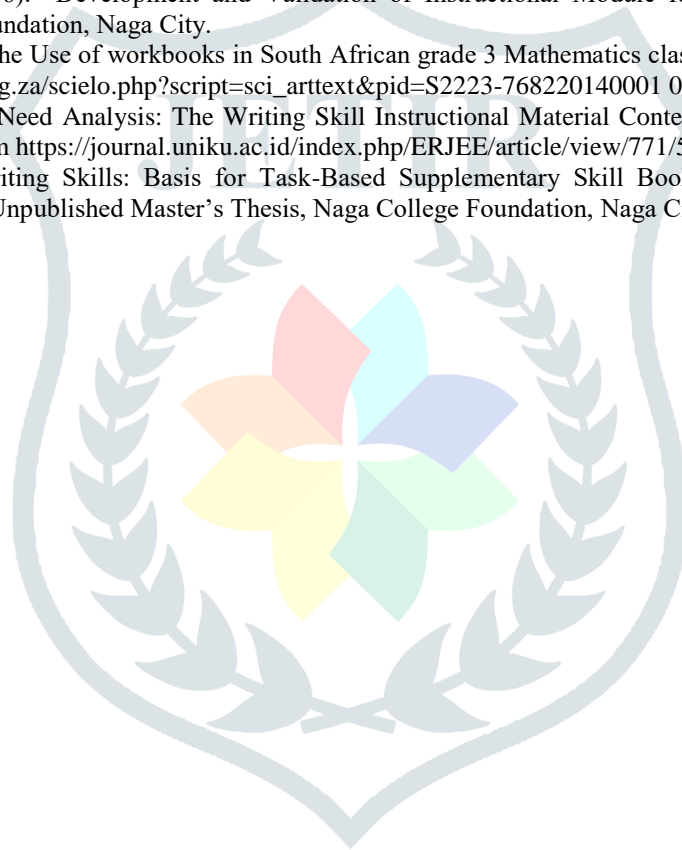 Development and Validation of Instructional Module
undation, Naga City.
he Use of workbooks in South African grade 3 Mathematics clas
g.za/scielo.php?script=sci_arttext&pid=S2223-768220140001 0
Need Analysis: The Writing Skill Instructional Material Conte
m https://journal.uniku.ac.id/index.php/ERJEE/article/view/771/5
iting Skills: Basis for Task-Based Supplementary Skill Boo
Unpublished Master's Thesis, Naga College Foundation, Naga C
JETIR